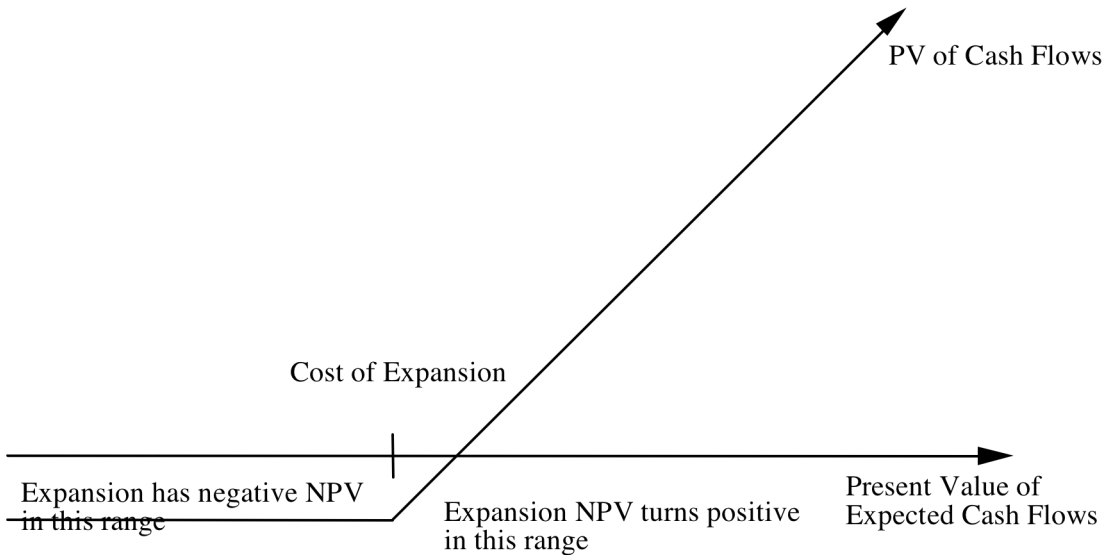 PV of Cash Flows
Cost of Expansion
Expansion has negative NPV
in this range
Expansion NPV turns positive
in this range
Present Value of
Expected Cash Flows